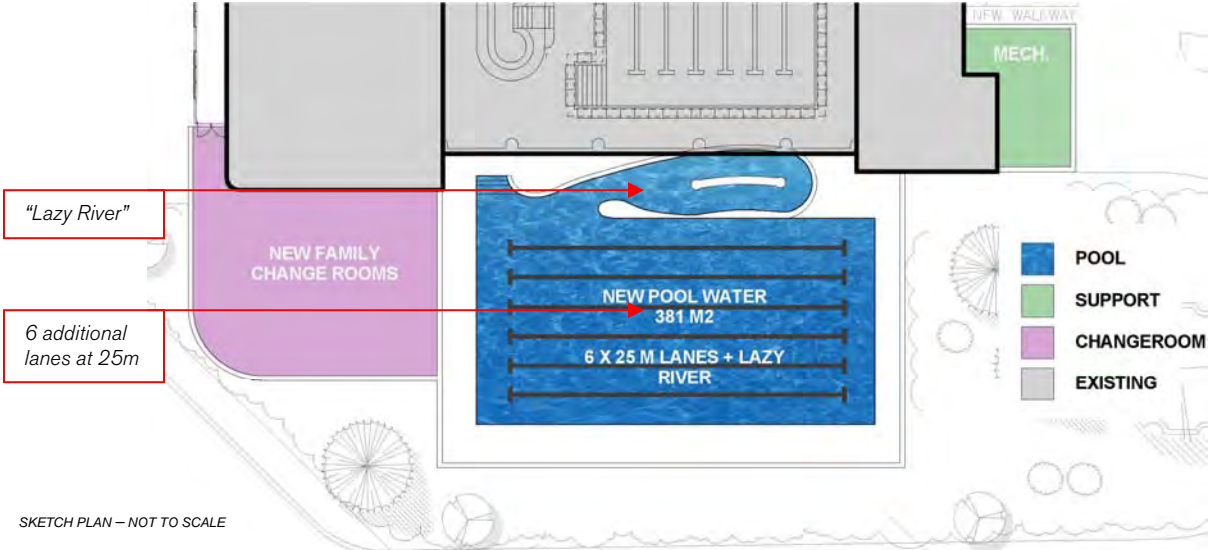 NEW WALKWAY
MECH.
"Lazy River"
NEW FAMILY
CHANGE ROOMS
6 additional
lanes at 25m
NEW POOL WATER
381 M2
6 X 25 M LANES + LAZY
RIVER
POOL
SUPPORT
CHANGEROOM
EXISTING
SKETCH PLAN – NOT TO SCALE